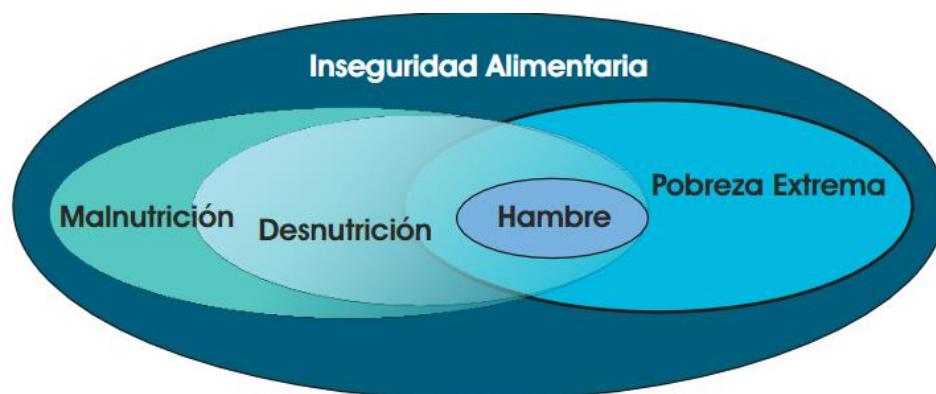 Inseguridad Alimentaria
Pobreza Extrema
Malnutrición
Desnutrición
Hambre